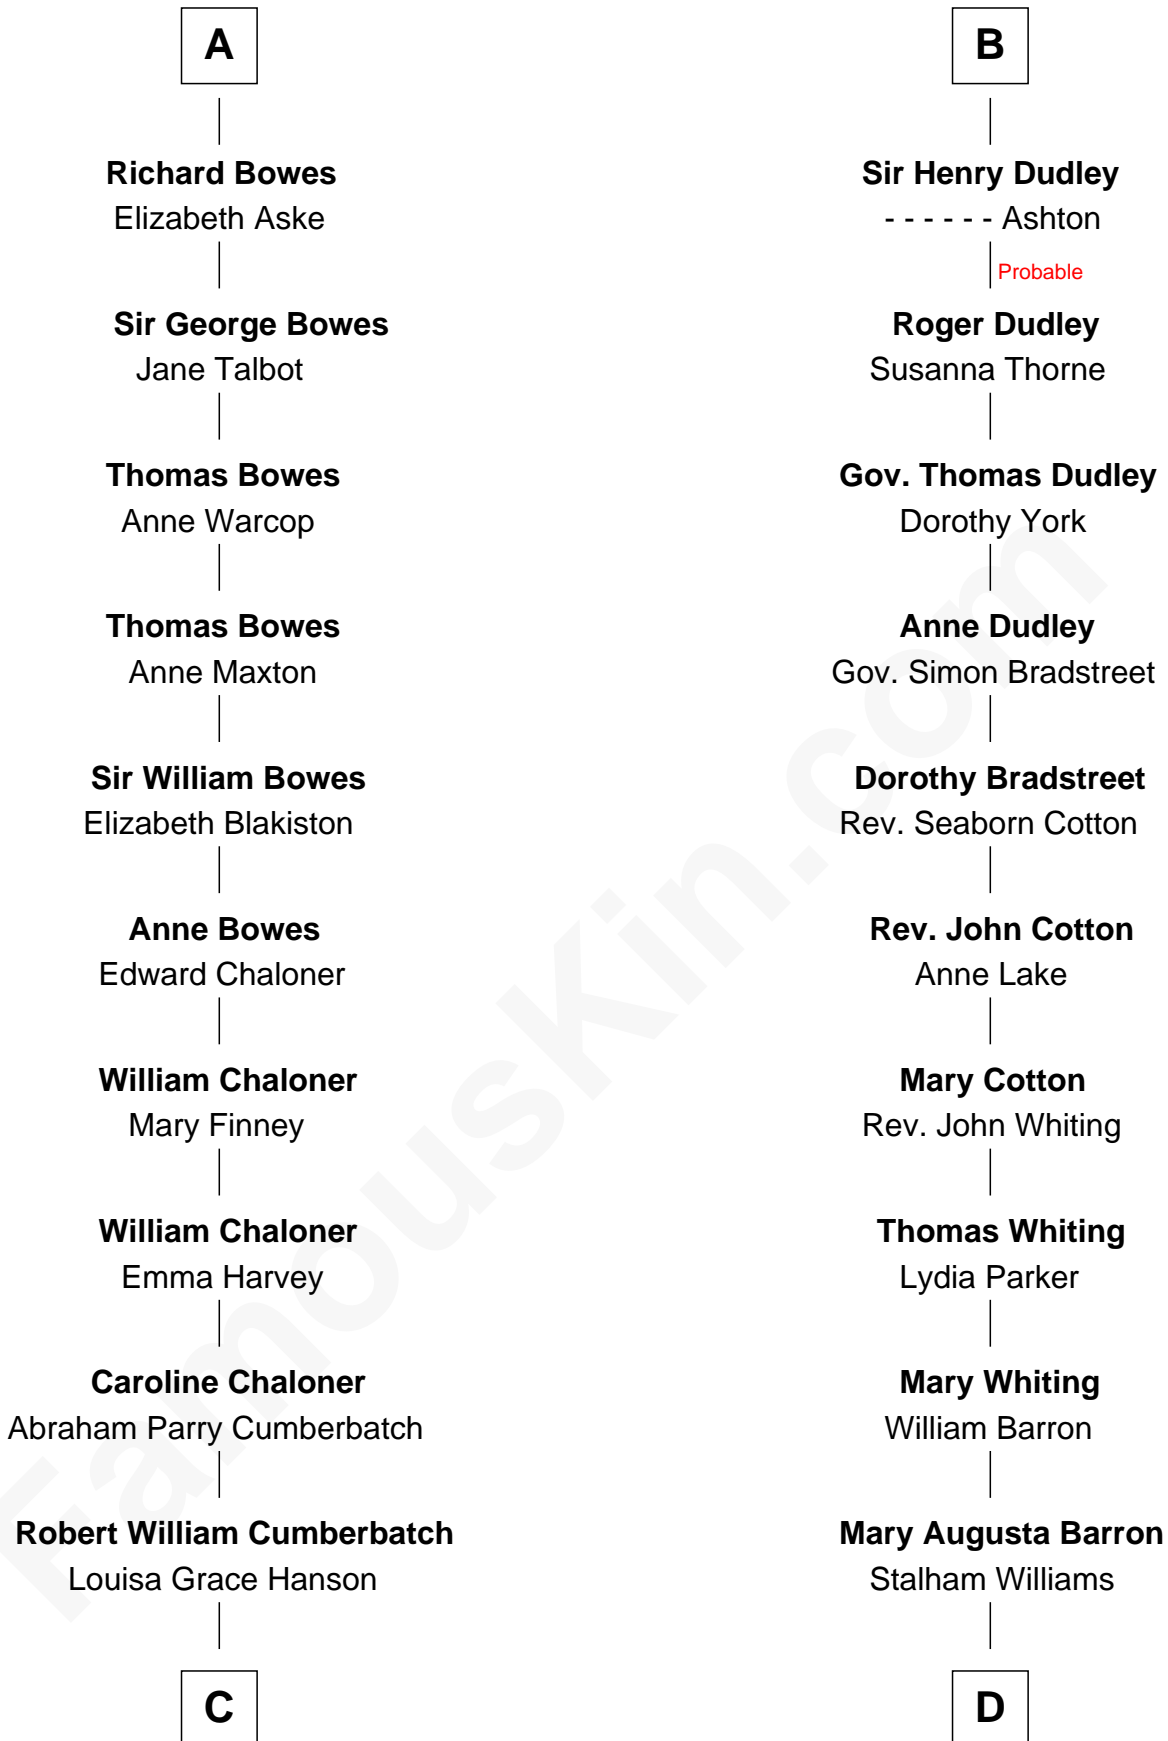 A
Richard Bowes
Elizabeth Aske
Sir George Bowes
Jane Talbot
Thomas Bowes
Anne Warcop
Thomas Bowes
Anne Maxton
Sir William Bowes
Elizabeth Blakiston
Anne Bowes
Edward Chaloner
William Chaloner
Mary Finney
William Chaloner
Emma Harvey
Caroline Chaloner
Abraham Parry Cumberbatch
Robert William Cumberbatch
Louisa Grace Hanson
C
B
Sir Henry Dudley
- - - - - - Ashton
Probable
Roger Dudley
Susanna Thorne
Gov. Thomas Dudley
Dorothy York
Anne Dudley
Gov. Simon Bradstreet
Dorothy Bradstreet
Rev. Seaborn Cotton
Rev. John Cotton
Anne Lake
Mary Cotton
Rev. John Whiting
Thomas Whiting
Lydia Parker
Mary Whiting
William Barron
Mary Augusta Barron
Stalham Williams
D
FamousKin.com